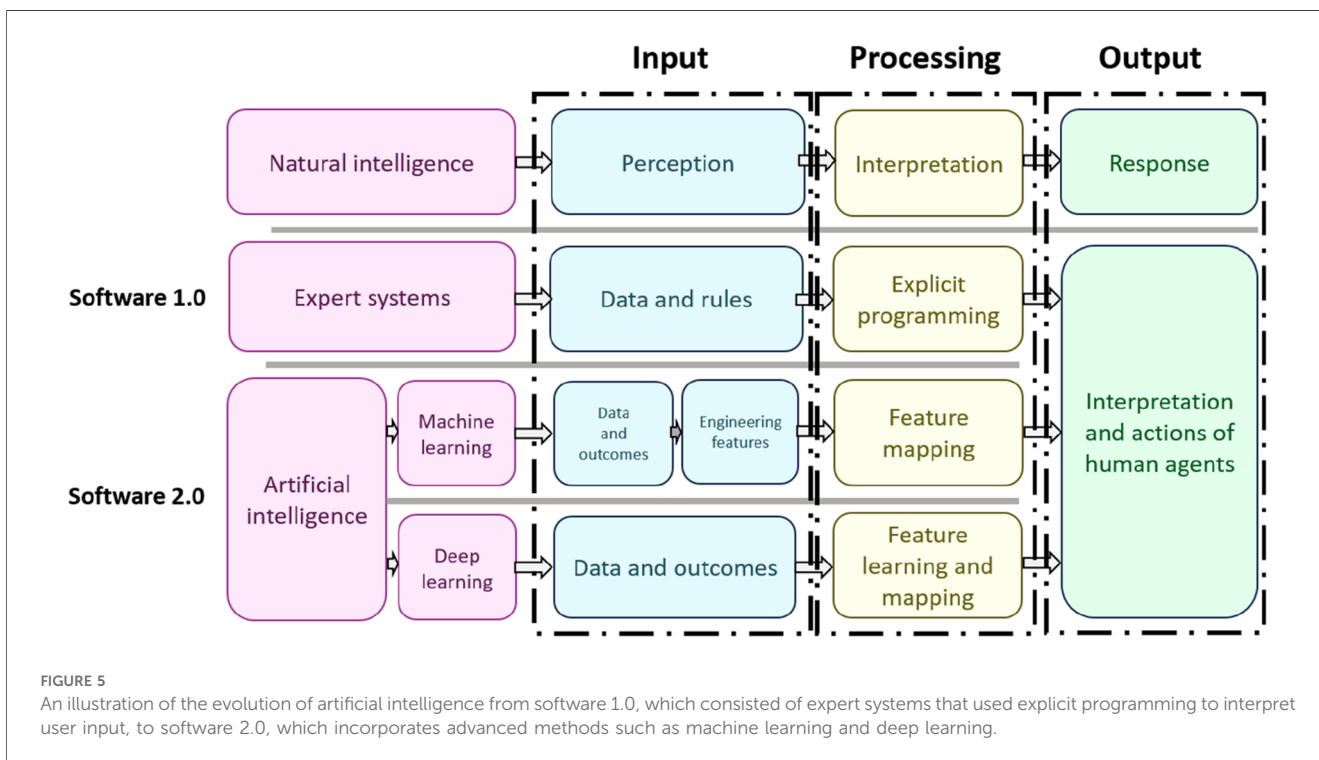 Input Processing Output
Natural intelligence
Perception
Interpretation
Response
Software 1.0
Expert systems
Data and rules
Explicit
programming
Interpretation
and actions of
human agents
Software 2.0
Artificial
intelligence
Machine
learning
Data
and
outcomes
Engineering
features
Feature
mapping
Deep
learning
Data and outcomes
Feature
learning and
mapping
FIGURE 5
An illustration of the evolution of artificial intelligence from software 1.0, which consisted of expert systems that used explicit programming to interpret
user input, to software 2.0, which incorporates advanced methods such as machine learning and deep learning.